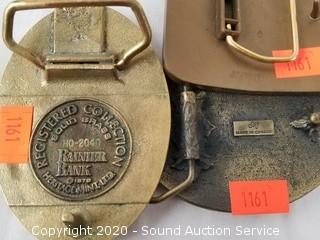 REGISTERED COLLECTION
SOLID BRASS
HO-2040
RAINIER
BANK
© 1978
HERITAGE MINT, LTD.
1161
1161
1161
MADE IN CANADA
Copyright 2020 - Sound Auction Service